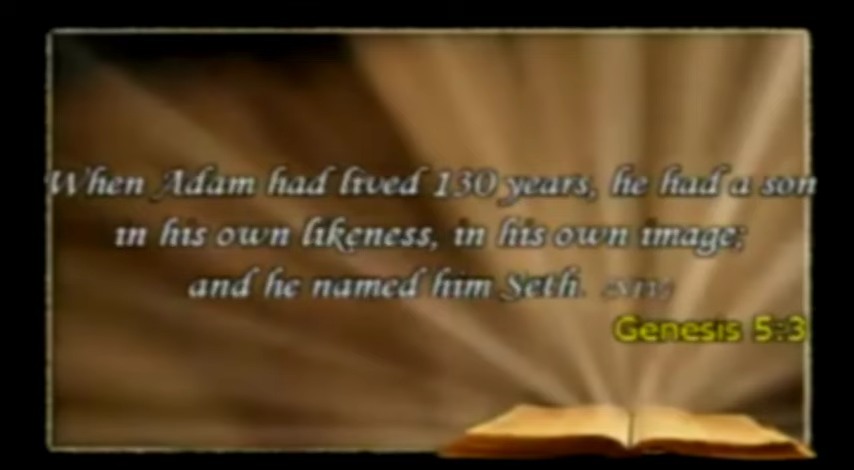 When Adam had lived 130 years, he had a son
in his own likeness, in his own image;
and he named him Seth. (NIV)
Genesis 5:3